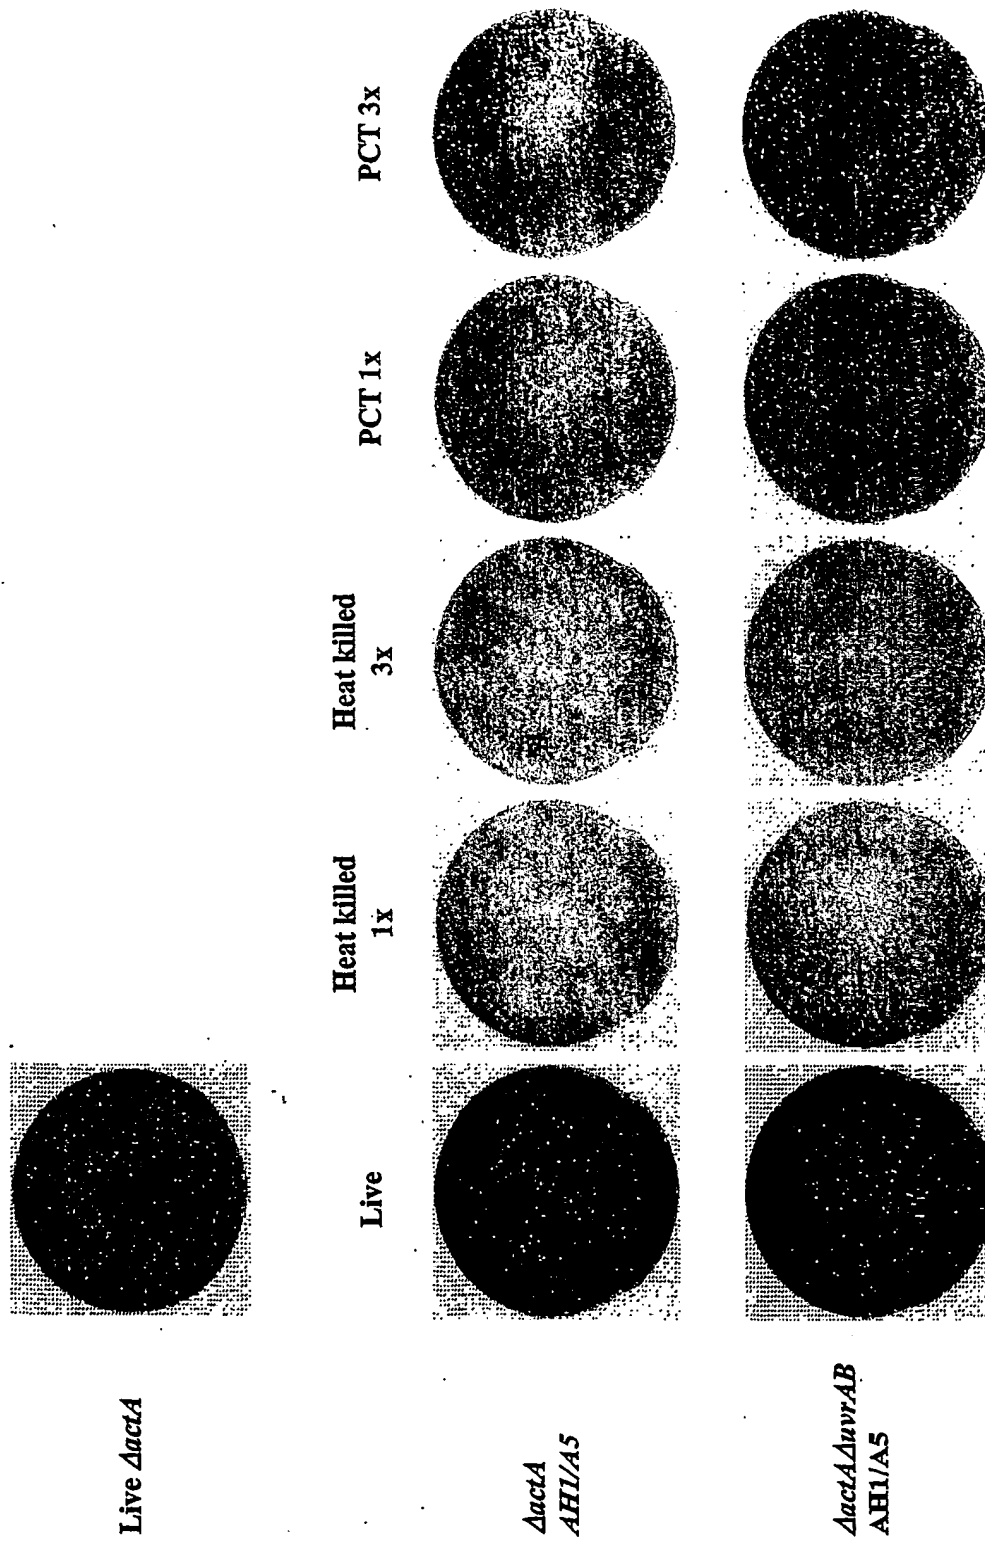 Live ΔactA
Live
Heat killed
1x
Heat killed
3x
PCT 1x
PCT 3x
ΔactA
AH1/A5
ΔactAΔuvrAB
AH1/A5